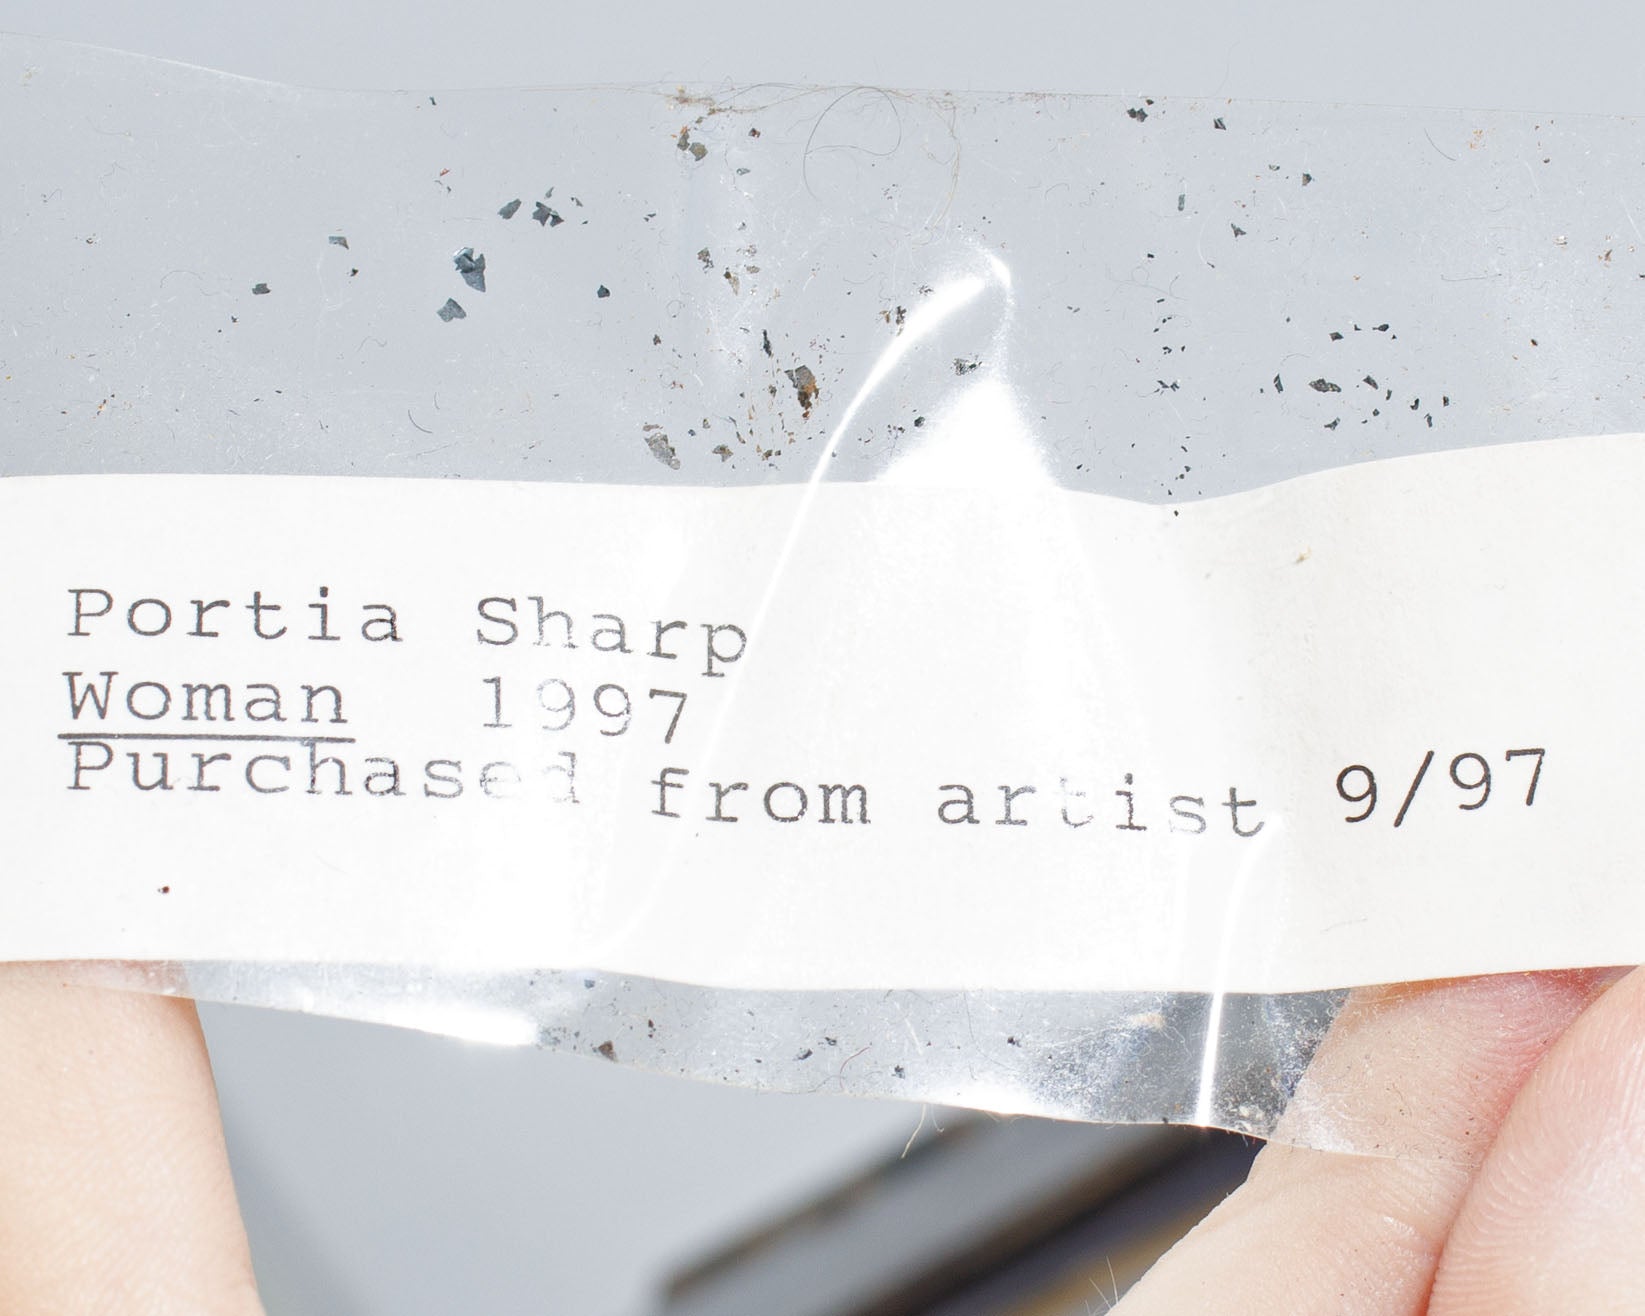 Portia Sharp
Woman 1997
Purchased from artist 9/97